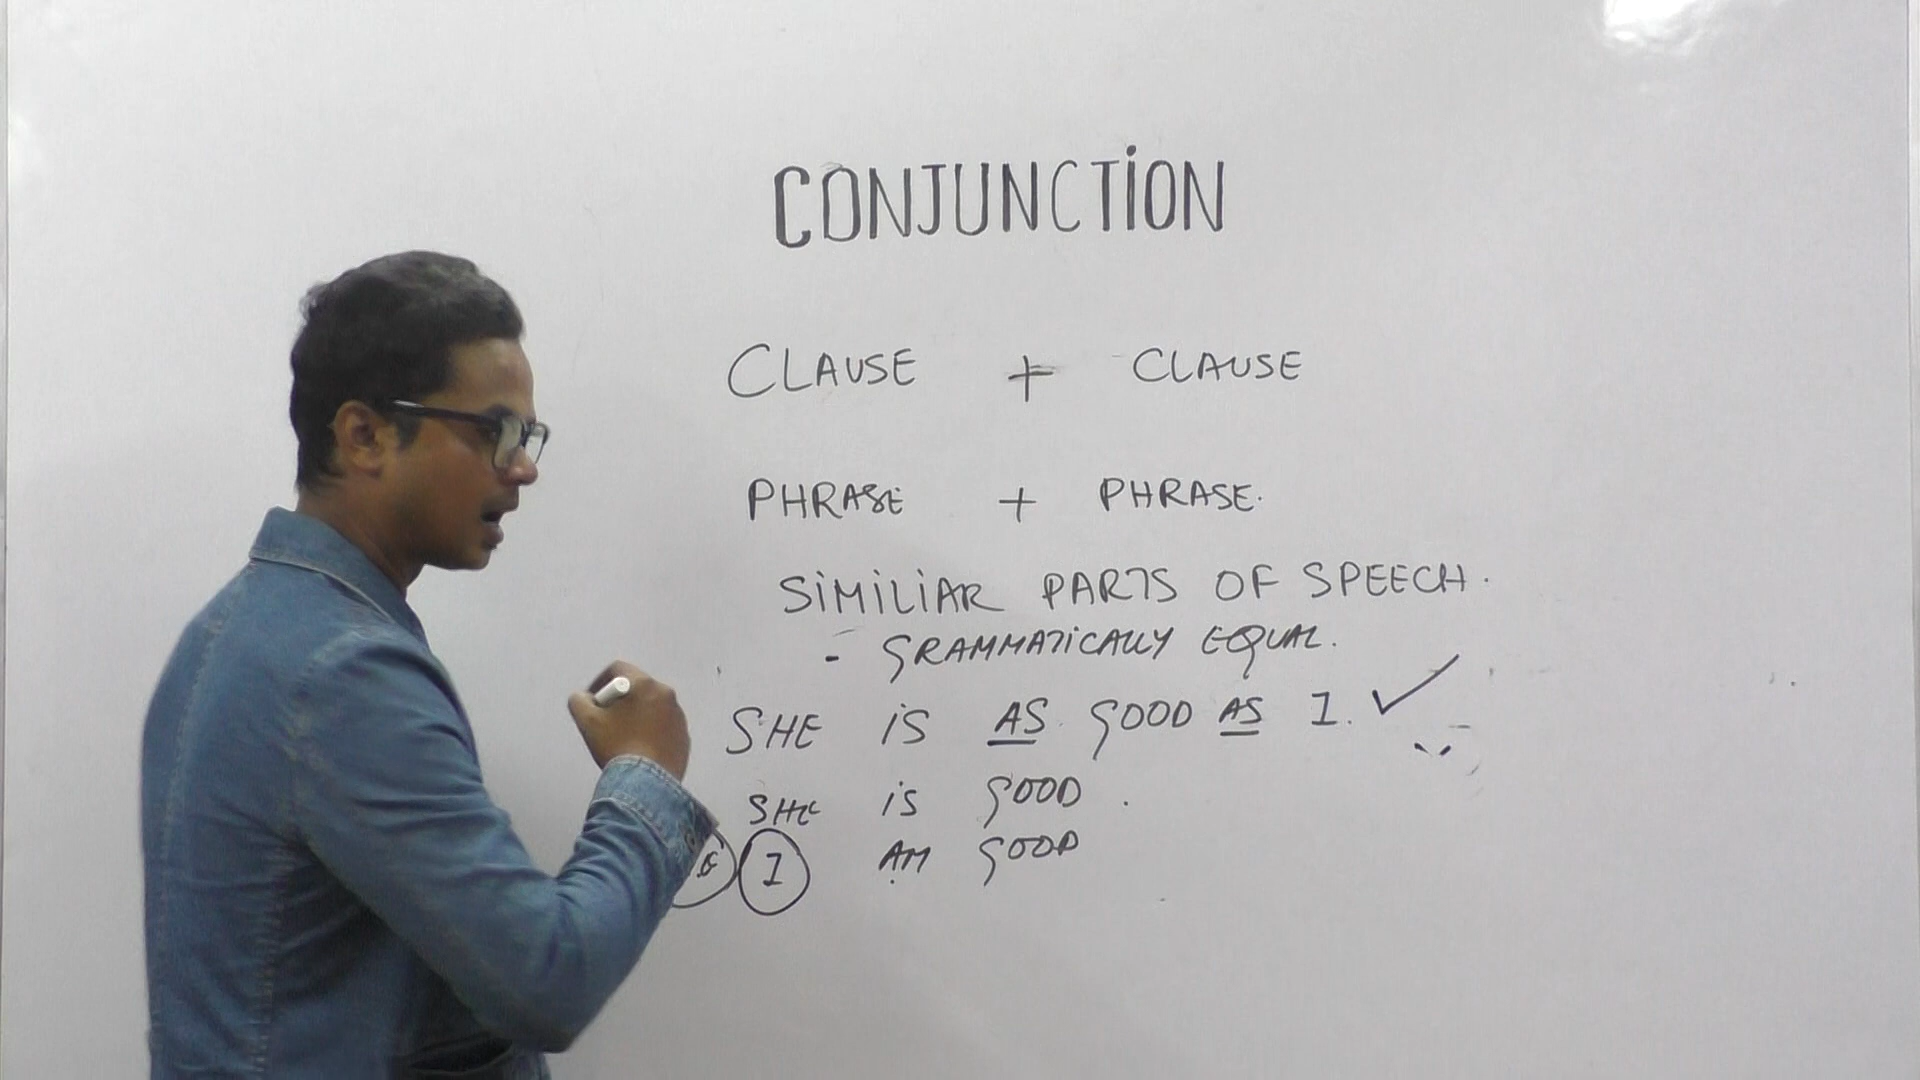 CONJUNCTION
CLAUSE + CLAUSE
PHRASE + PHRASE.
SIMILIAR PARTS OF SPEECH.
- GRAMMATICALLY EQUAL.
SHE IS AS GOOD AS I.
SHE IS GOOD.
I AM GOOD